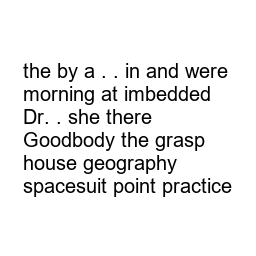 the by a . . in and were
morning at imbedded
Dr. . she there
Goodbody the grasp
house geography
spacesuit point practice